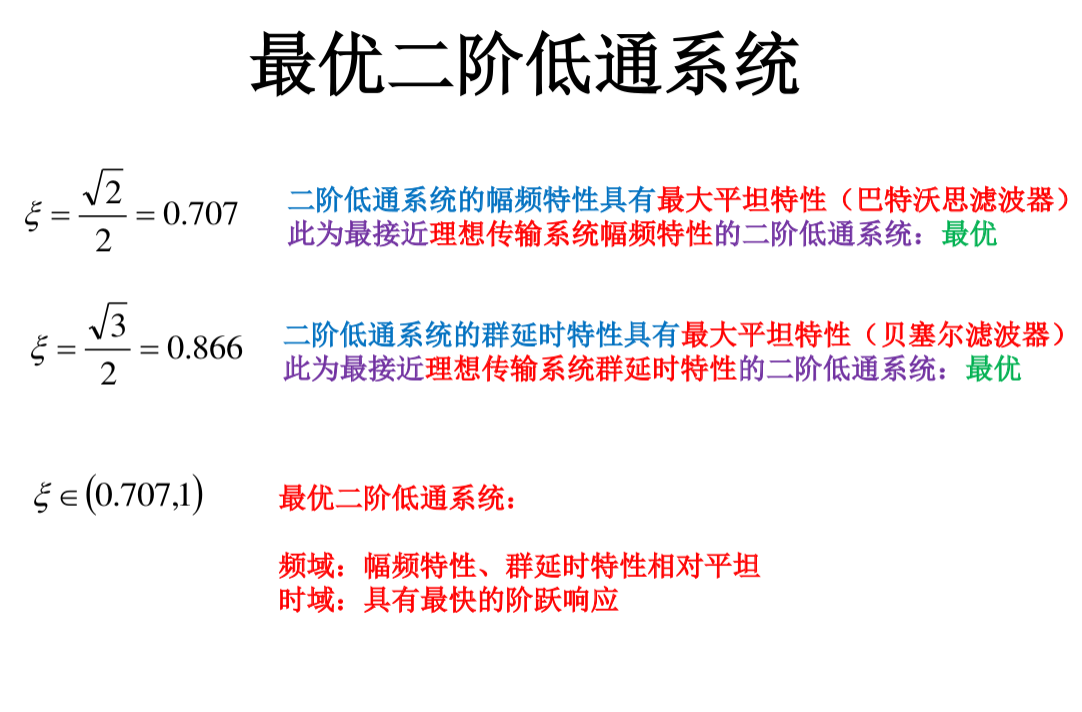 最优二阶低通系统
ξ = √2/2 = 0.707
二阶低通系统的幅频特性具有最大平坦特性（巴特沃思滤波器）
此为最接近理想传输系统幅频特性的二阶低通系统：最优
ξ = √3/2 = 0.866
二阶低通系统的群延时特性具有最大平坦特性（贝塞尔滤波器）
此为最接近理想传输系统群延时特性的二阶低通系统：最优
ξ ∈ (0.707,1)
最优二阶低通系统：
频域：幅频特性、群延时特性相对平坦
时域：具有最快的阶跃响应